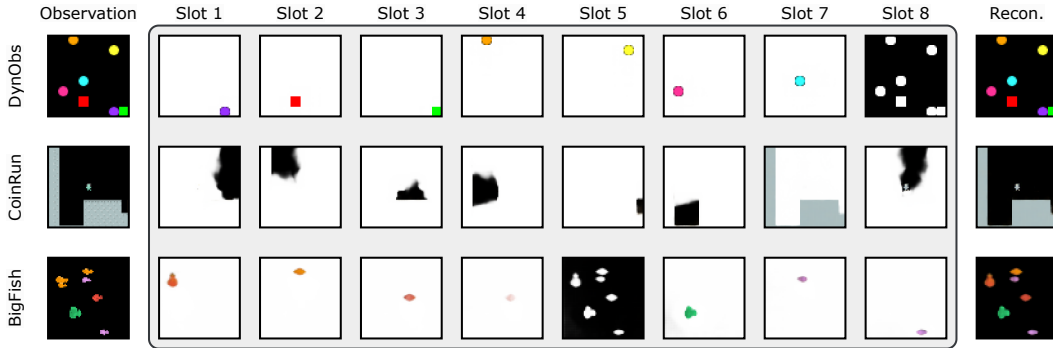 Observation Slot 1 Slot 2 Slot 3 Slot 4 Slot 5 Slot 6 Slot 7 Slot 8 Recon.
DynObs
CoinRun
BigFish